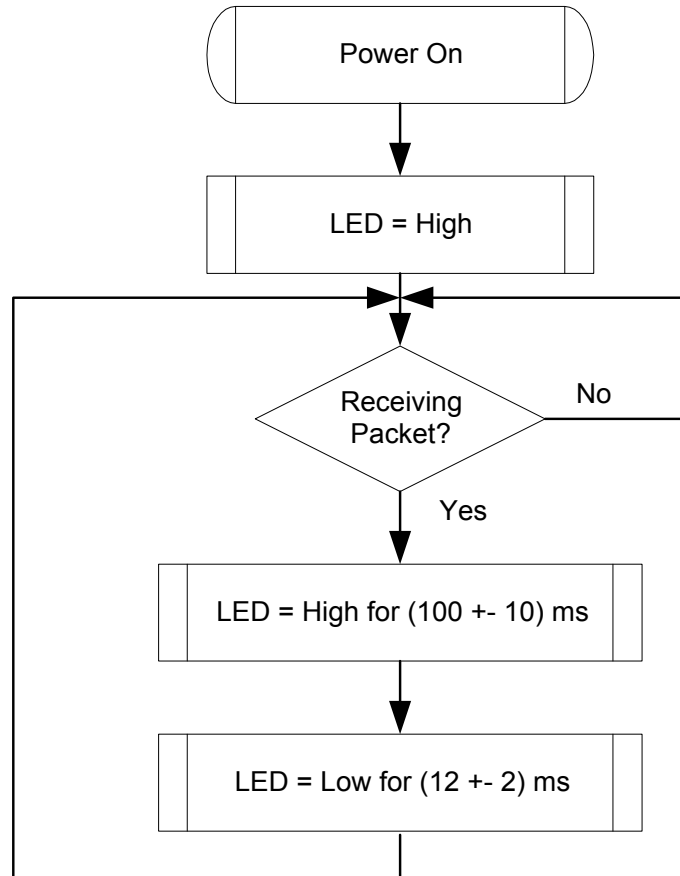 Power On
LED = High
Receiving
Packet?
No
Yes
LED = High for (100 +- 10) ms
LED = Low for (12 +- 2) ms